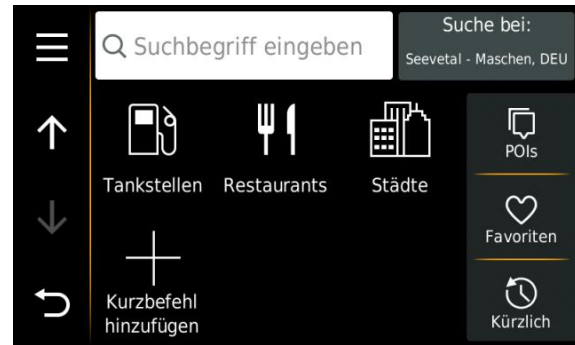 Suchbegriff eingeben
Suche bei:
Seevetal - Maschen, DEU
Tankstellen
Restaurants
Städte
POIs
Favoriten
Kurzbefehl
hinzufügen
Kürzlich